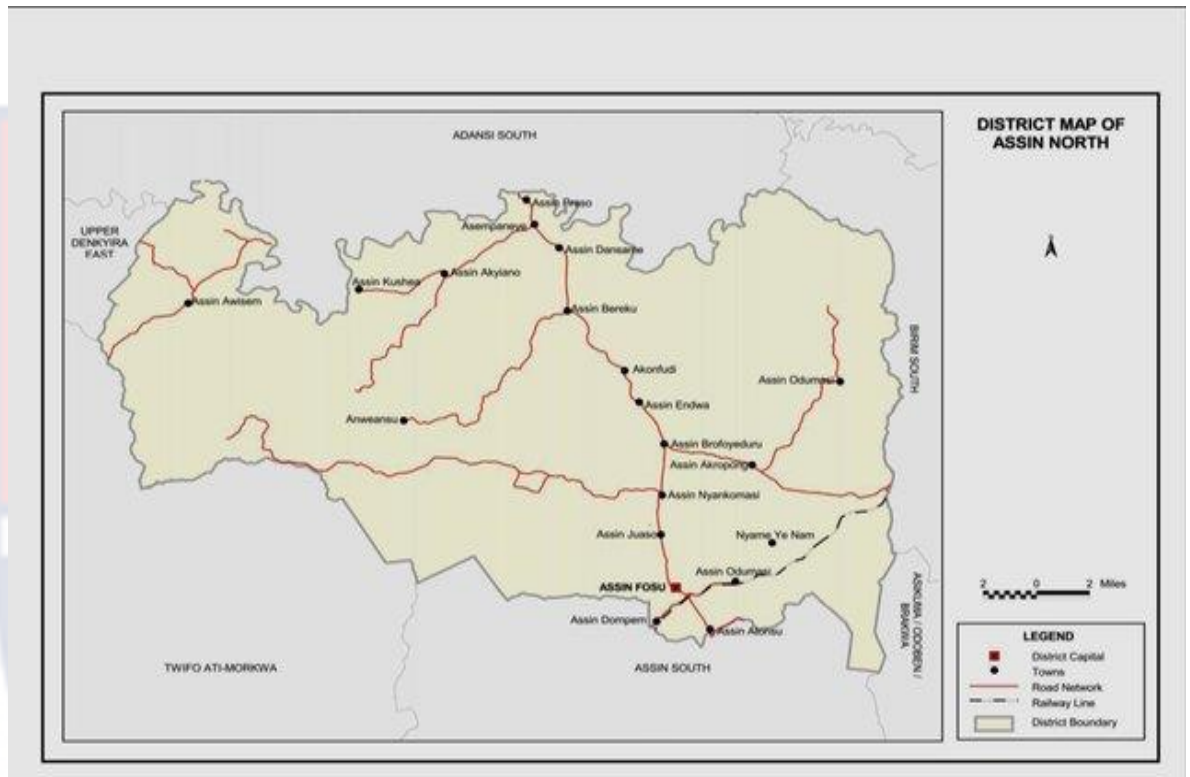 DISTRICT MAP OF
ASSIN NORTH
ADANSI SOUTH
UPPER
DENKYIRA
EAST
Assin Praso
Asempaneye
Assin Dansame
Assin Kushea
Assin Akyiano
Assin Awisem
Assin Bereku
Akonfudi
Assin Odumasi
Assin Endwa
Anweansu
Assin Brofoyeduru
Assin Akropong
Assin Nyankomasi
Assin Juaso
Nyame Ye Nam
Assin Odumasi
ASSIN FOSU
Assin Dompem
Assin Atonsu
BIRIM SOUTH
ASIKUMA / ODOBEN /
BRAKWA
TWIFO ATI-MORKWA
ASSIN SOUTH
2 0 2 Miles
LEGEND
District Capital
Towns
Road Network
Railway Line
District Boundary